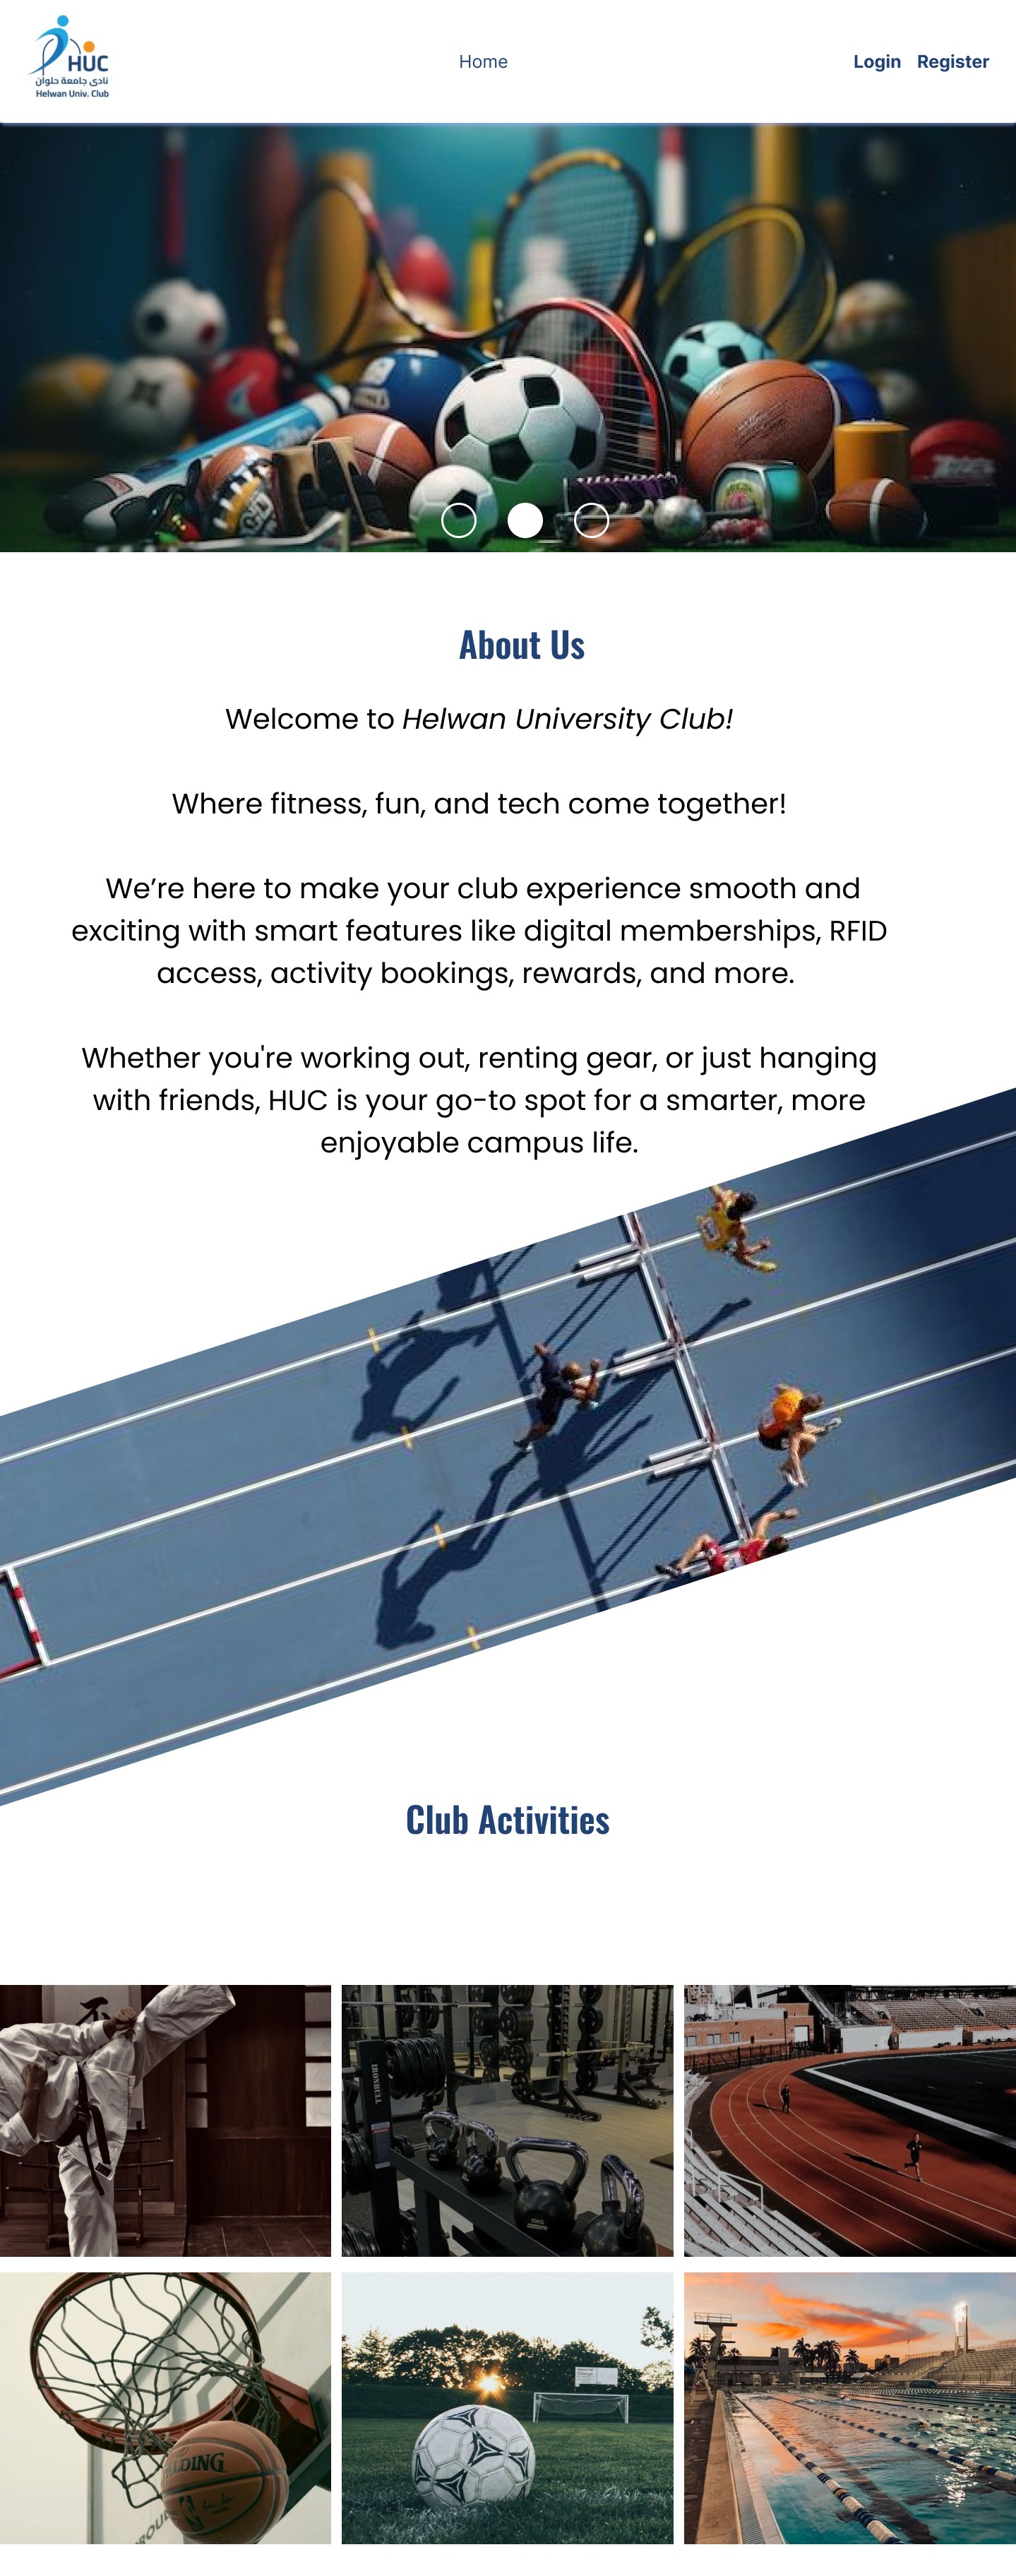 HUC
نادى جامعة حلوان
Helwan Univ. Club
Home
Login Register
About Us
Welcome to Helwan University Club!
Where fitness, fun, and tech come together!
We’re here to make your club experience smooth and
exciting with smart features like digital memberships, RFID
access, activity bookings, rewards, and more.
Whether you're working out, renting gear, or just hanging
with friends, HUC is your go-to spot for a smarter, more
enjoyable campus life.
Club Activities
IRONBULL